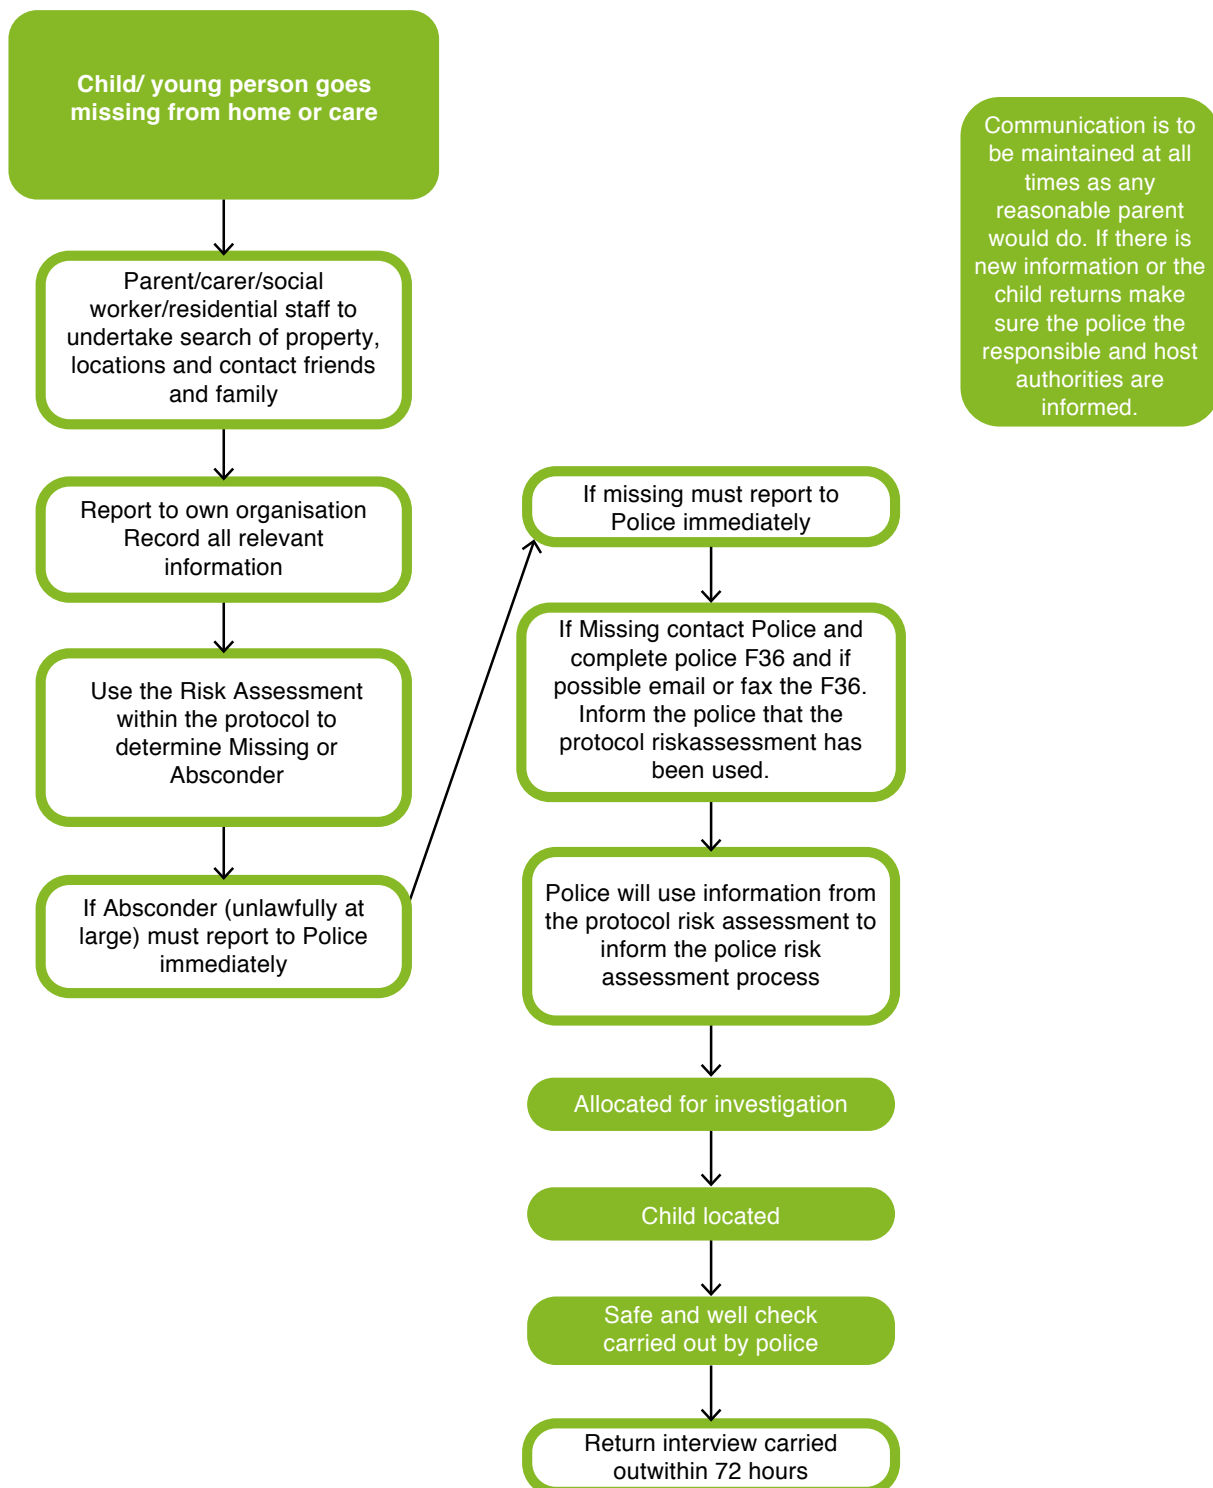 Child/ young person goes
missing from home or care
Parent/carer/social
worker/residential staff to
undertake search of property,
locations and contact friends
and family
Report to own organisation
Record all relevant
information
Use the Risk Assessment
within the protocol to
determine Missing or
Absconder
If Absconder (unlawfully at
large) must report to Police
immediately
If missing must report to
Police immediately
If Missing contact Police and
complete police F36 and if
possible email or fax the F36.
Inform the police that the
protocol riskassessment has
been used.
Police will use information from
the protocol risk assessment to
inform the police risk
assessment process
Allocated for investigation
Child located
Safe and well check
carried out by police
Return interview carried
outwithin 72 hours
Communication is to
be maintained at all
times as any
reasonable parent
would do. If there is
new information or the
child returns make
sure the police the
responsible and host
authorities are
informed.